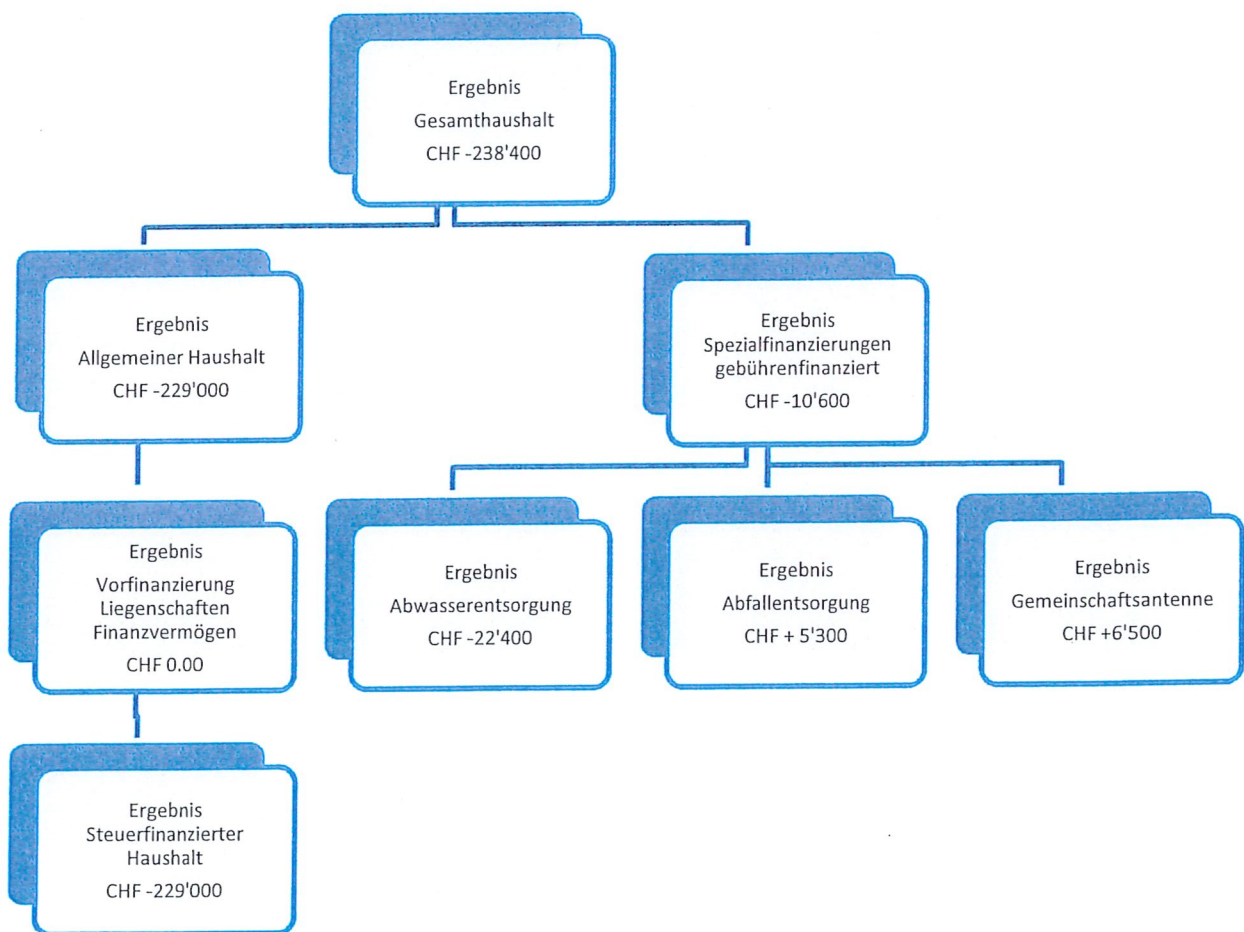 Ergebnis
Gesamthaushalt
CHF -238'400
Ergebnis
Allgemeiner Haushalt
CHF -229'000
Ergebnis
Spezialfinanzierungen
gebührenfinanziert
CHF -10'600
Ergebnis
Vorfinanzierung
Liegenschaften
Finanzvermögen
CHF 0.00
Ergebnis
Abwasserentsorgung
CHF -22'400
Ergebnis
Abfallentsorgung
CHF + 5'300
Ergebnis
Gemeinschaftsantenne
CHF +6'500
Ergebnis
Steuerfinanzierter
Haushalt
CHF -229'000